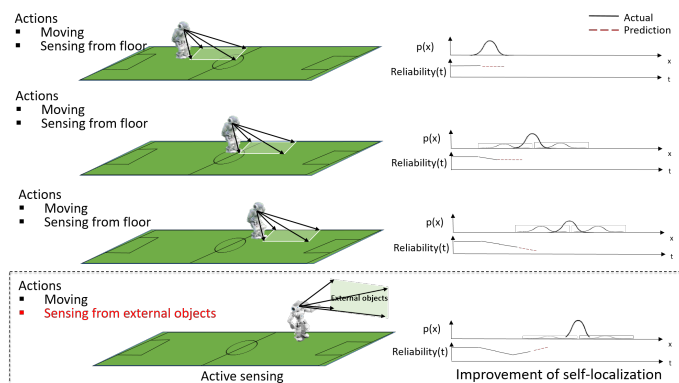 Actions
▪ Moving
▪ Sensing from floor
Actual
Prediction
p(x)
x
Reliability(t)
t
Actions
▪ Moving
▪ Sensing from floor
p(x)
x
Reliability(t)
t
Actions
▪ Moving
▪ Sensing from floor
p(x)
x
Reliability(t)
t
Actions
▪ Moving
▪ Sensing from external objects
External objects
p(x)
x
Reliability(t)
t
Active sensing
Improvement of self-localization